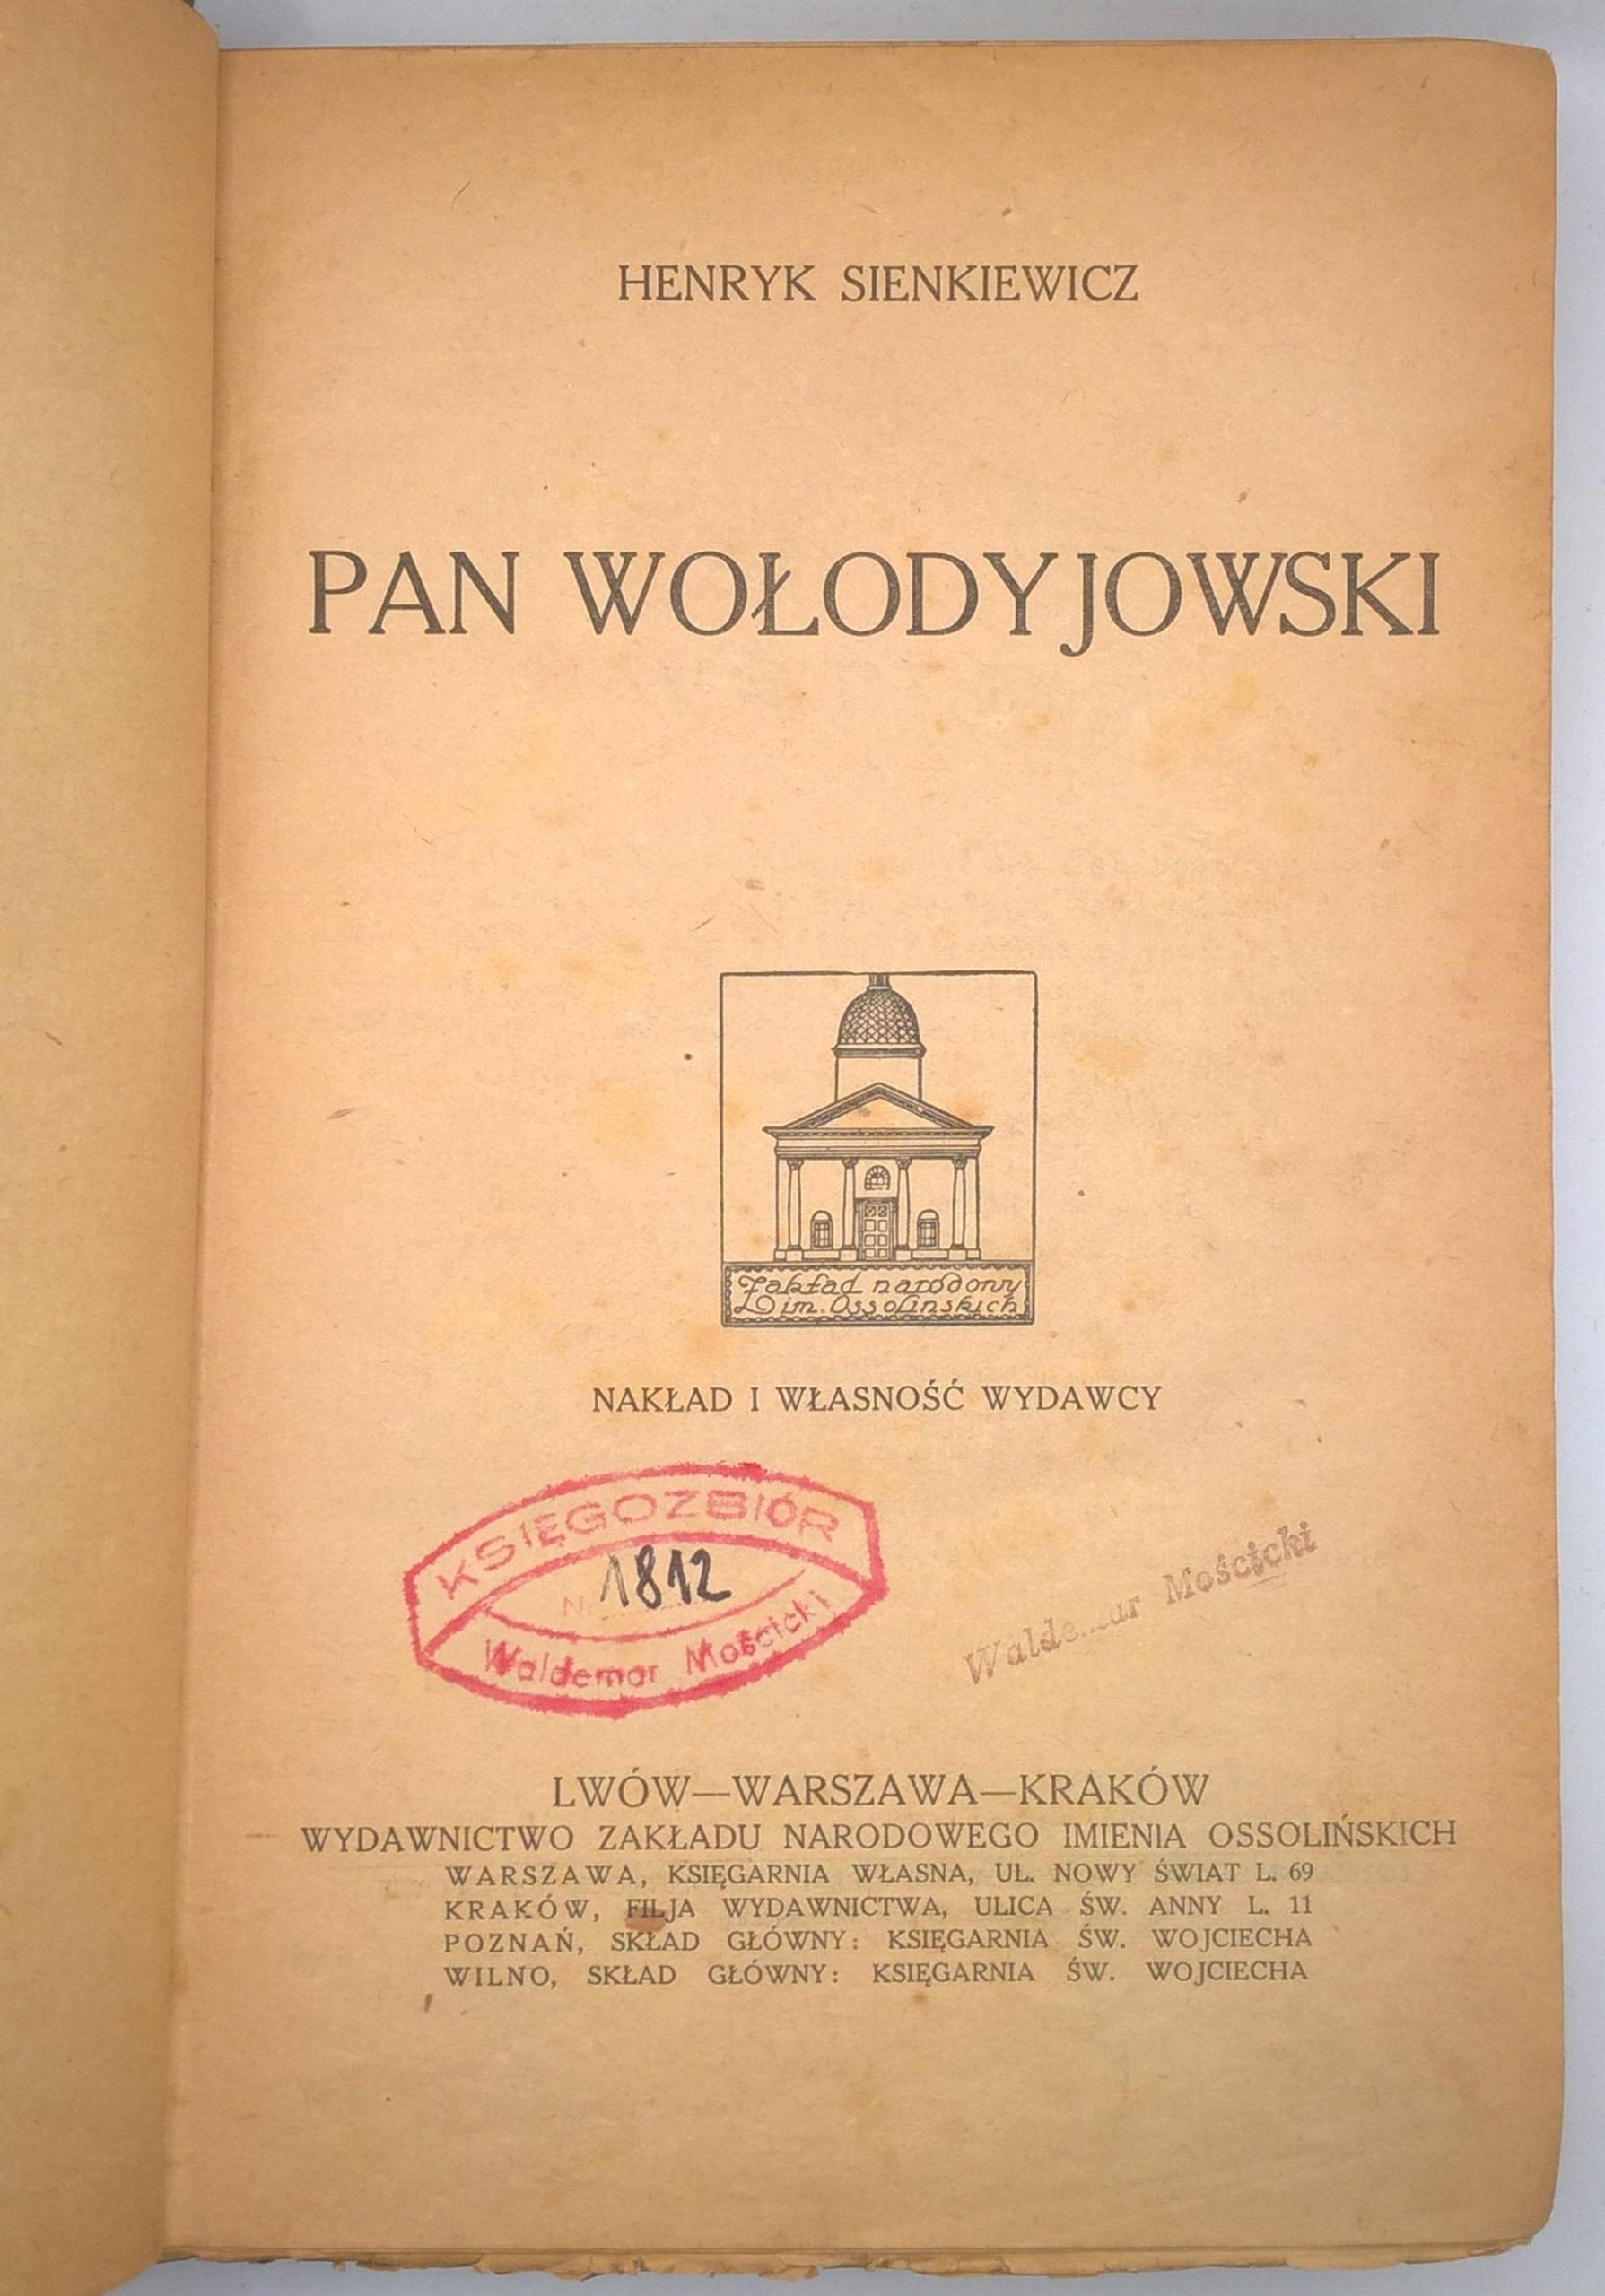 HENRYK SIENKIEWICZ
PAN WOŁODYJOWSKI
Zakład narodowy
im. Ossolinskich
NAKŁAD I WŁASNOŚĆ WYDAWCY
KSIĘGOZBIÓR
Nr. 1812
Waldemar Mościcki
Waldemar Mościcki
LWÓW—WARSZAWA—KRAKÓW
WYDAWNICTWO ZAKŁADU NARODOWEGO IMIENIA OSSOLIŃSKICH
WARSZAWA, KSIĘGARNIA WŁASNA, UL. NOWY ŚWIAT L. 69
KRAKÓW, FILJA WYDAWNICTWA, ULICA ŚW. ANNY L. 11
POZNAŃ, SKŁAD GŁÓWNY: KSIĘGARNIA ŚW. WOJCIECHA
WILNO, SKŁAD GŁÓWNY: KSIĘGARNIA ŚW. WOJCIECHA